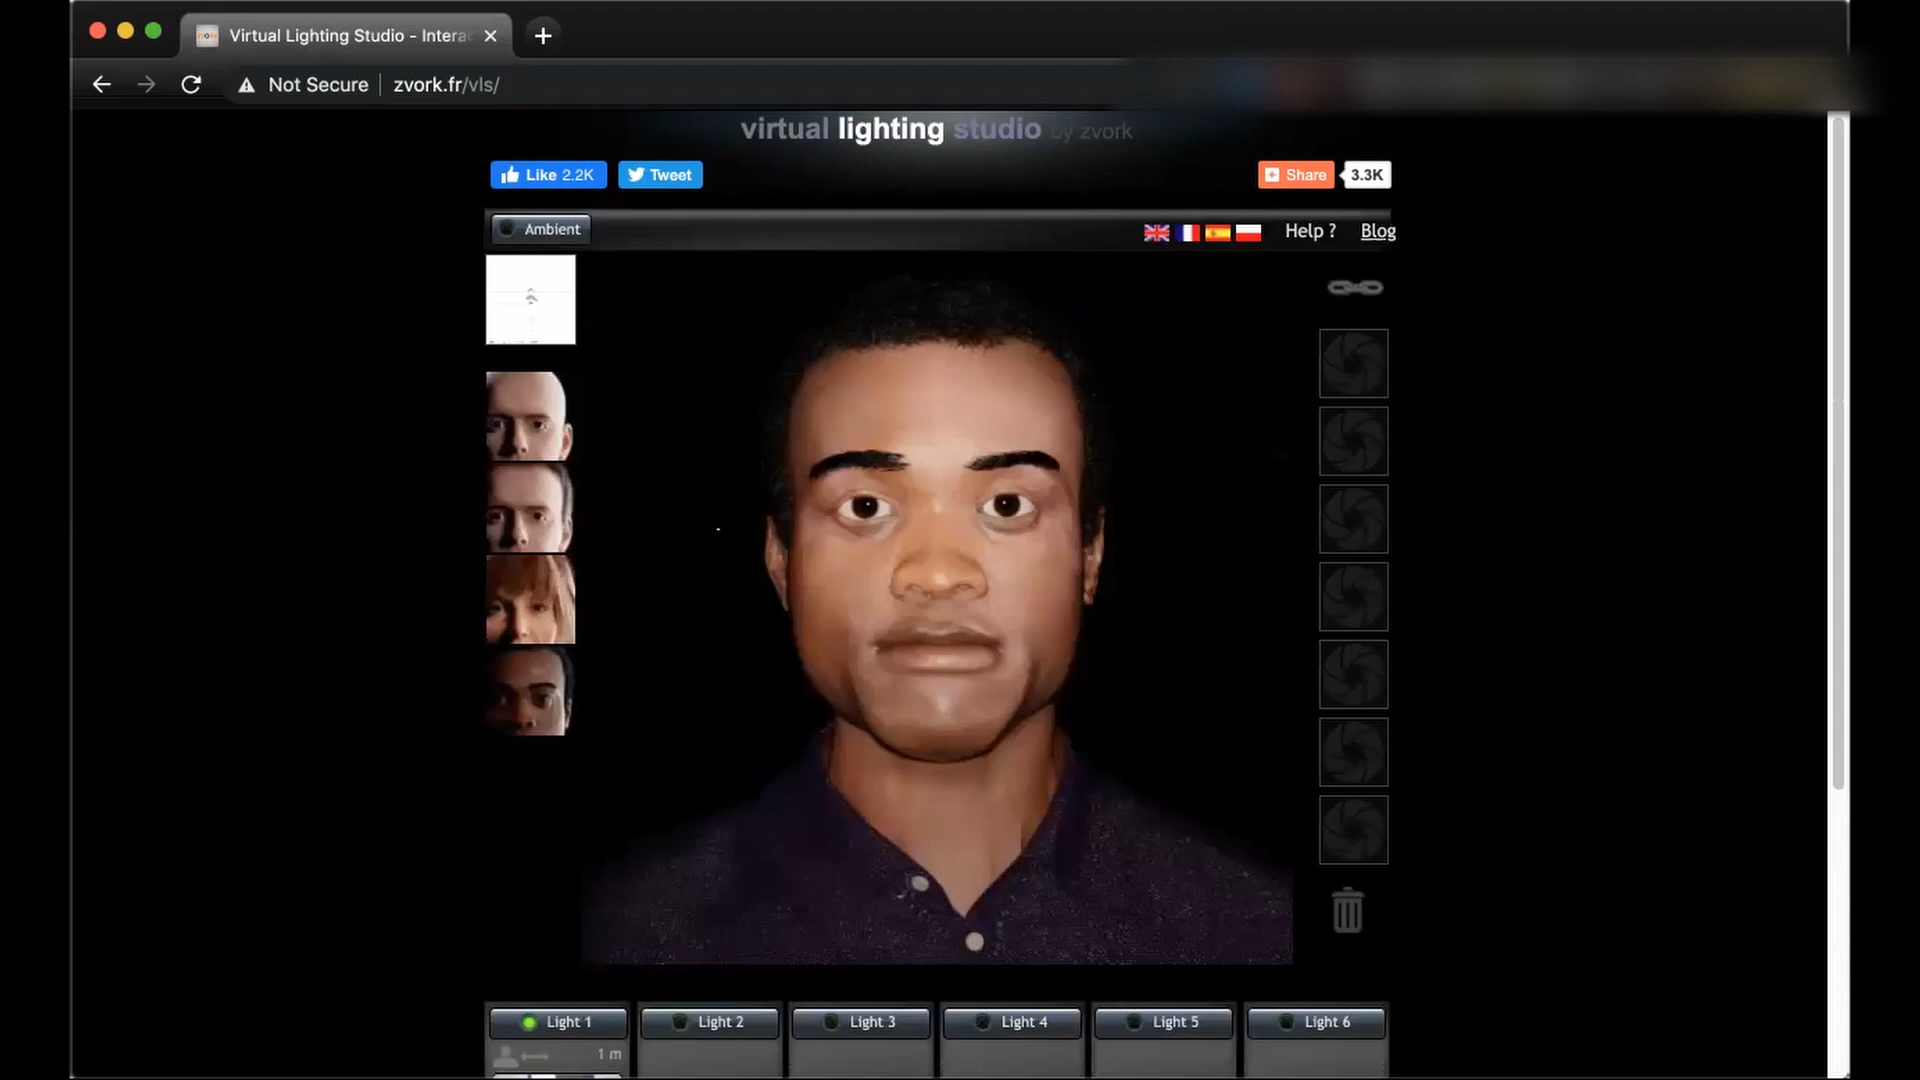 Virtual Lighting Studio - Intera
Not Secure
zvork.fr/vls/
virtual lighting studio by zvork
Like 2.2K
Tweet
Share
3.3K
Ambient
Help ?
Blog
Light 1
Light 2
Light 3
Light 4
Light 5
Light 6
1 m